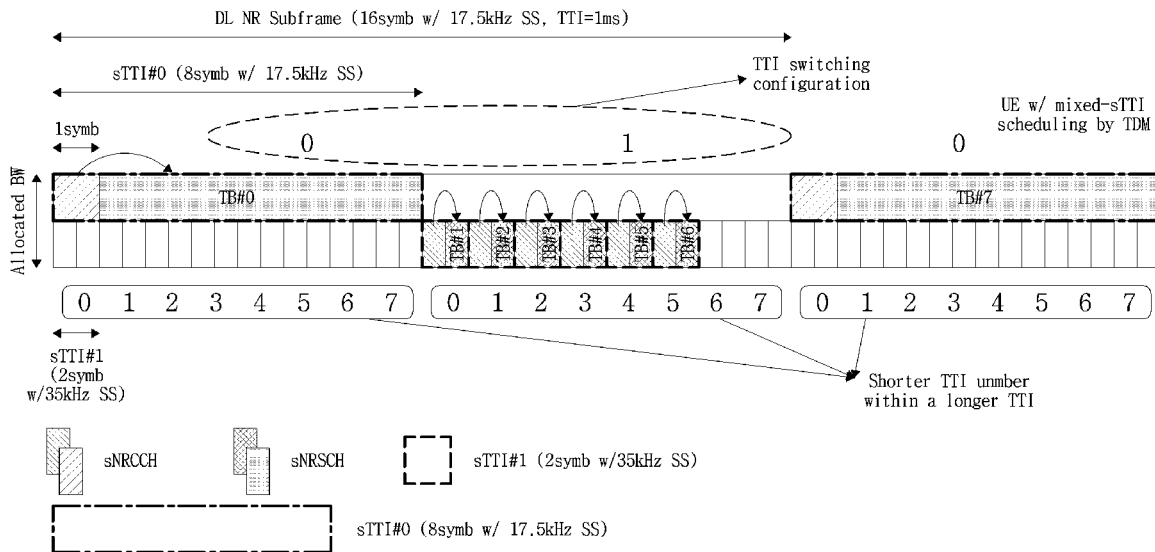 DL NR Subframe (16symb w/ 17.5kHz SS, TTI=1ms)
sTTI#0 (8symb w/ 17.5kHz SS)
TTI switching
configuration
UE w/ mixed-sTTI
scheduling by TDM
1symb
0 1 0
Allocated BW
TB#0
TB#1 TB#2 TB#3 TB#4 TB#5 TB#6
TB#7
0 1 2 3 4 5 6 7
0 1 2 3 4 5 6 7
0 1 2 3 4 5 6 7
sTTI#1
(2symb
w/35kHz SS)
Shorter TTI unmber
within a longer TTI
sNRCCH
sNRSCH
sTTI#1 (2symb w/35kHz SS)
sTTI#0 (8symb w/ 17.5kHz SS)